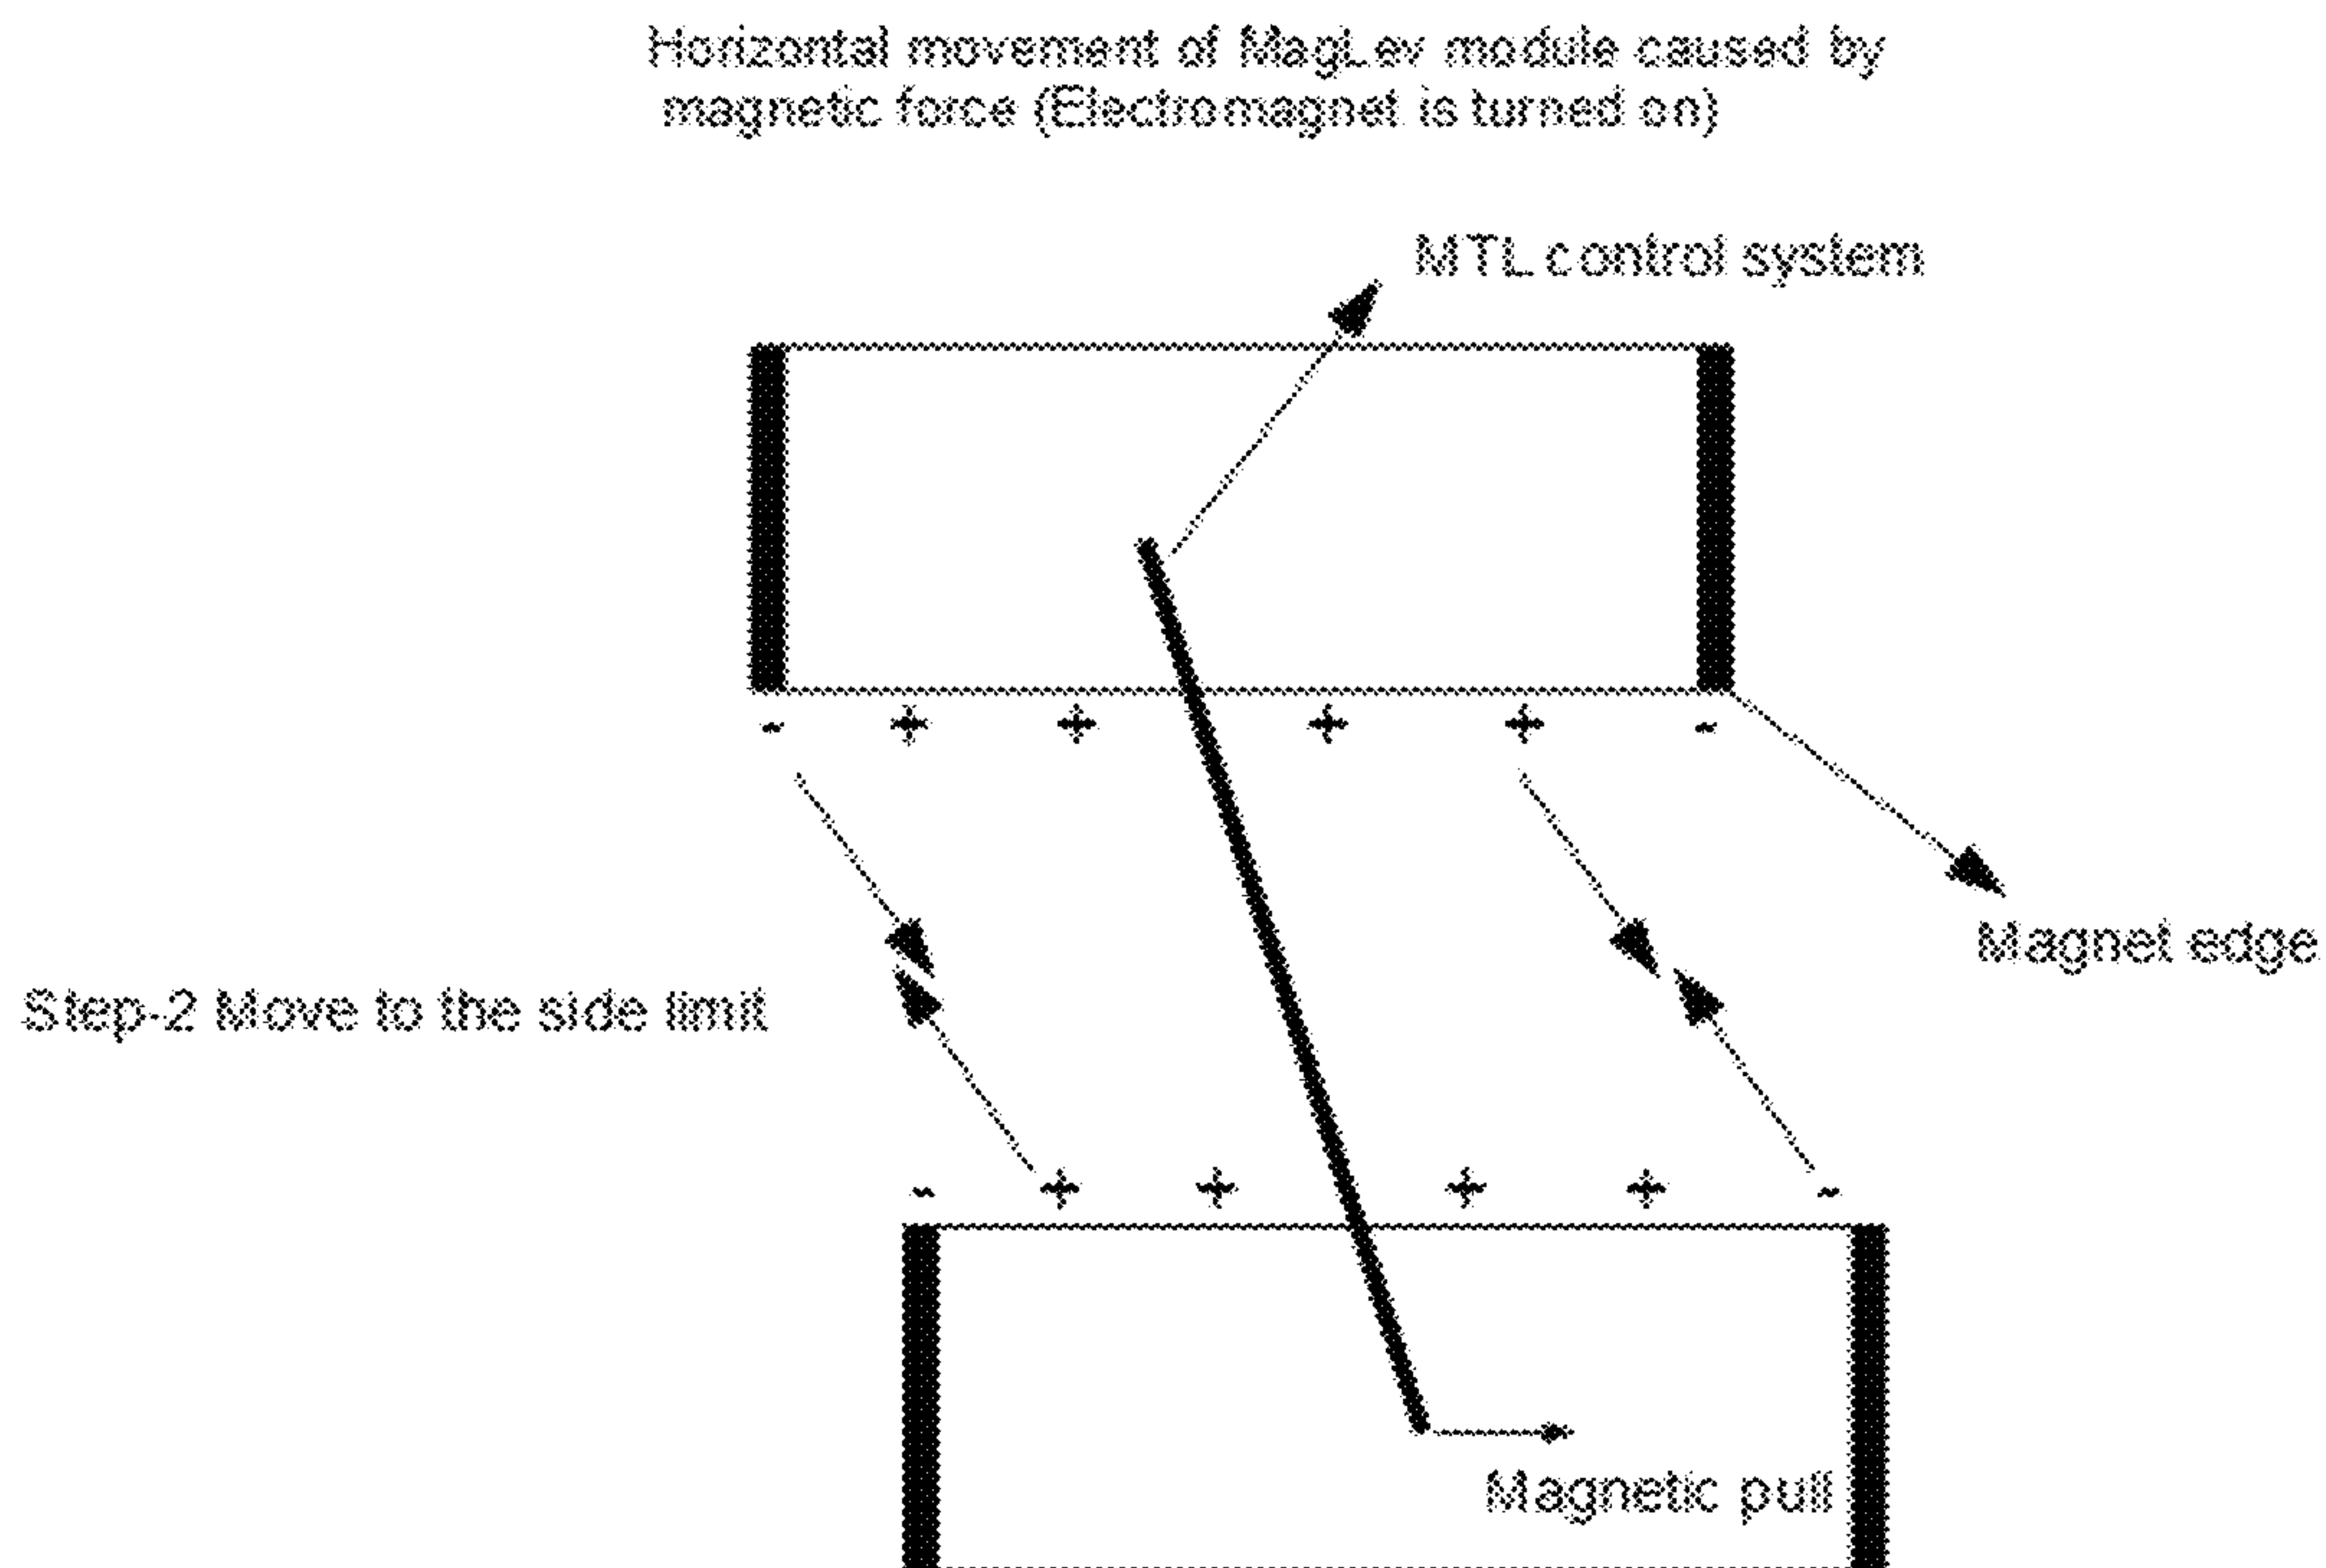 Horizontal movement of MagLev module caused by
magnetic force (Electromagnet is turned on)
MTL control system
- + + + + -
Magnet edge
Step-2 Move to the side limit
- + + + + -
Magnetic pull